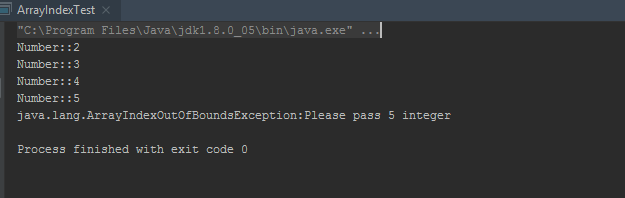 ArrayIndexTest ×
"C:\Program Files\Java\jdk1.8.0_05\bin\java.exe" ...
Number::2
Number::3
Number::4
Number::5
java.lang.ArrayIndexOutOfBoundsException:Please pass 5 integer
Process finished with exit code 0